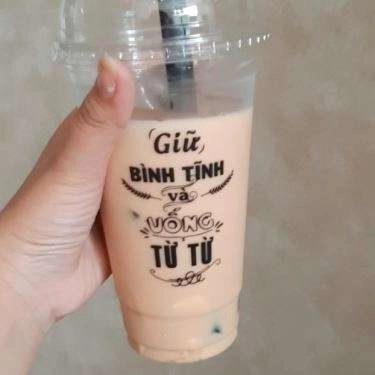 Giữ
BÌNH TĨNH
và
UỐNG
TỪ TỪ